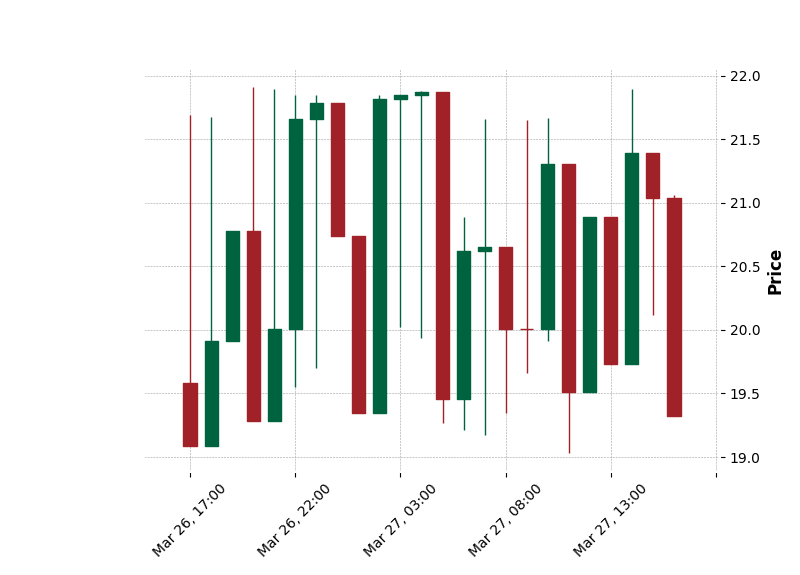 22.0
21.5
21.0
20.5
20.0
19.5
19.0
Price
Mar 26, 17:00
Mar 26, 22:00
Mar 27, 03:00
Mar 27, 08:00
Mar 27, 13:00